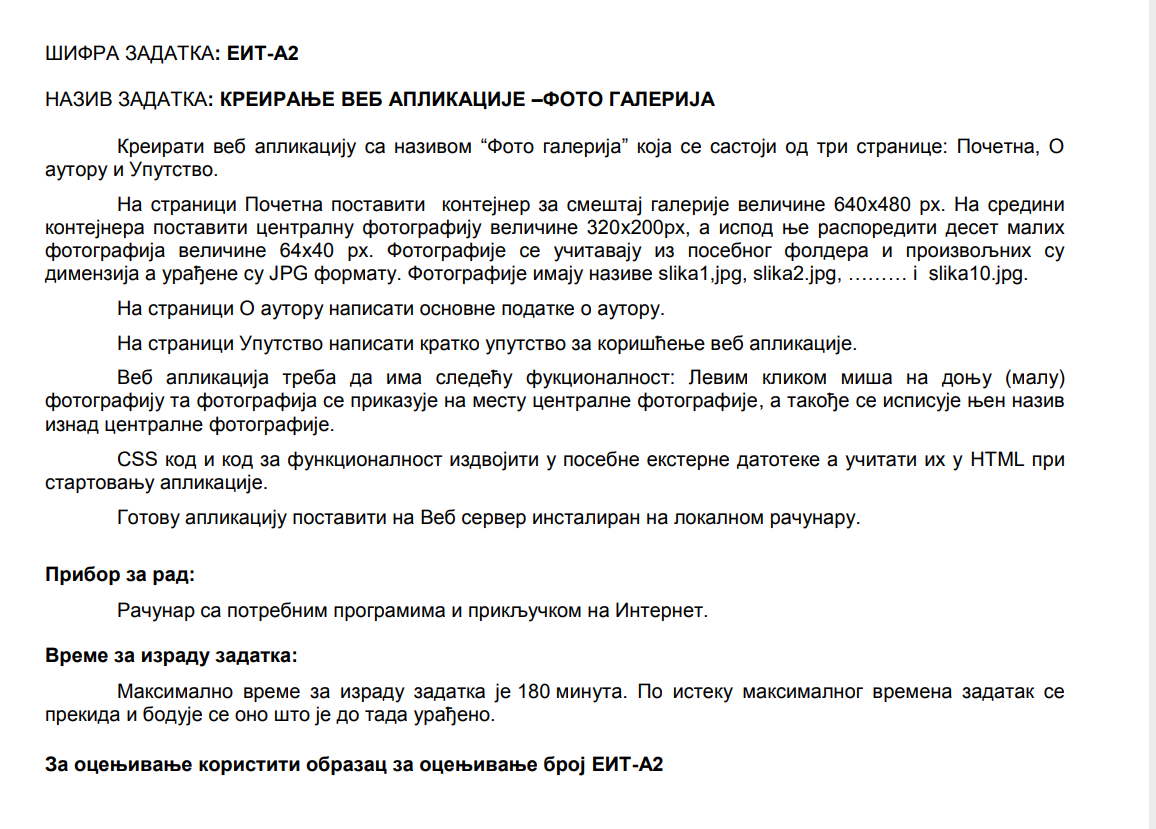 ШИФРА ЗАДАТКА: ЕИТ-А2
НАЗИВ ЗАДАТКА: КРЕИРАЊЕ ВЕБ АПЛИКАЦИЈЕ –ФОТО ГАЛЕРИЈА
Креирати веб апликацију са називом “Фото галерија” која се састоји од три странице: Почетна, О
аутору и Упутство.
На страници Почетна поставити контејнер за смештај галерије величине 640x480 px. На средини
контејнера поставити централну фотографију величине 320x200px, а испод ње распоредити десет малих
фотографија величине 64x40 px. Фотографије се учитавају из посебног фолдера и произвољних су
димензија а урађене су JPG формату. Фотографије имају називе slika1,jpg, slika2.jpg, ……… i slika10.jpg.
На страници О аутору написати основне податке о аутору.
На страници Упутство написати кратко упутство за коришћење веб апликације.
Веб апликација треба да има следећу фукционалност: Левим кликом миша на доњу (малу)
фотографију та фотографија се приказује на месту централне фотографије, а такође се исписује њен назив
изнад централне фотографије.
CSS код и код за функционалност издвојити у посебне екстерне датотеке а учитати их у HTML при
стартовању апликације.
Готову апликацију поставити на Веб сервер инсталиран на локалном рачунару.
Прибор за рад:
Рачунар са потребним програмима и прикључком на Интернет.
Време за израду задатка:
Максимално време за израду задатка је 180 минута. По истеку максималног времена задатак се
прекида и бодује се оно што је до тада урађено.
За оцењивање користити образац за оцењивање број ЕИТ-А2